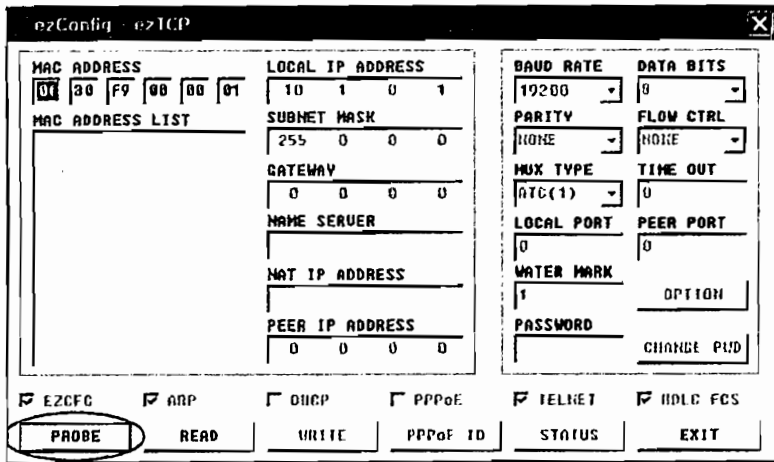 ezConfig - ezTCP
MAC ADDRESS
30 F9 00 00 01
MAC ADDRESS LIST
LOCAL IP ADDRESS
10 1 0 1
SUBNET MASK
255 0 0 0
GATEWAY
0 0 0 0
NAME SERVER
NAT IP ADDRESS
PEER IP ADDRESS
0 0 0 0
BAUD RATE
19200
DATA BITS
8
PARITY
NONE
FLOW CTRL
NONE
MUX TYPE
ATC(1)
TIME OUT
0
LOCAL PORT
0
PEER PORT
0
WATER MARK
1
OPTION
PASSWORD
CHANGE PWD
EZCFG
ARP
DHCP
PPPoE
TELNET
HDLC FCS
PROBE
READ
WRITE
PPPoE ID
STATUS
EXIT